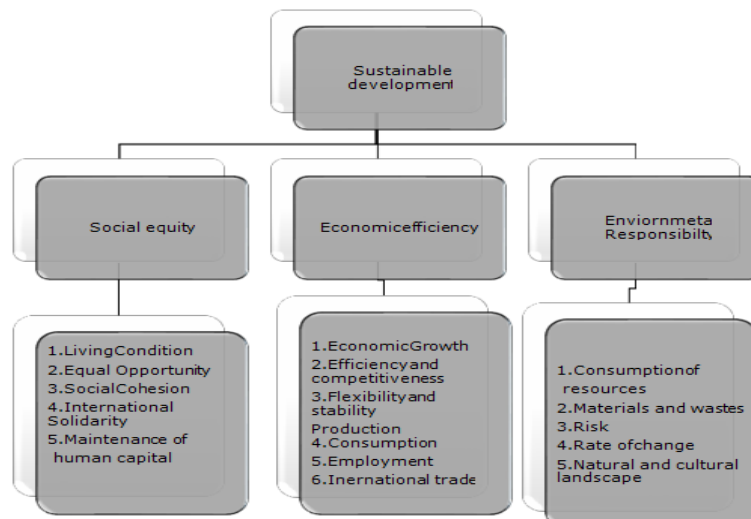 Sustainable
development
Social equity
Economicefficiency
Enviornmeta
Responsibilty
1.LivingCondition
2.Equal Opportunity
3.SocialCohesion
4.International
Solidarity
5.Maintenance of
human capital
1.EconomicGrowth
2.Efficiencyand
competitiveness
3.Flexibilityand
stability
Production
4.Consumption
5.Employment
6.Inernational trade
1.Consumptionof
resources
2.Materials and wastes
3.Risk
4.Rate ofchange
5.Natural and cultural
landscape